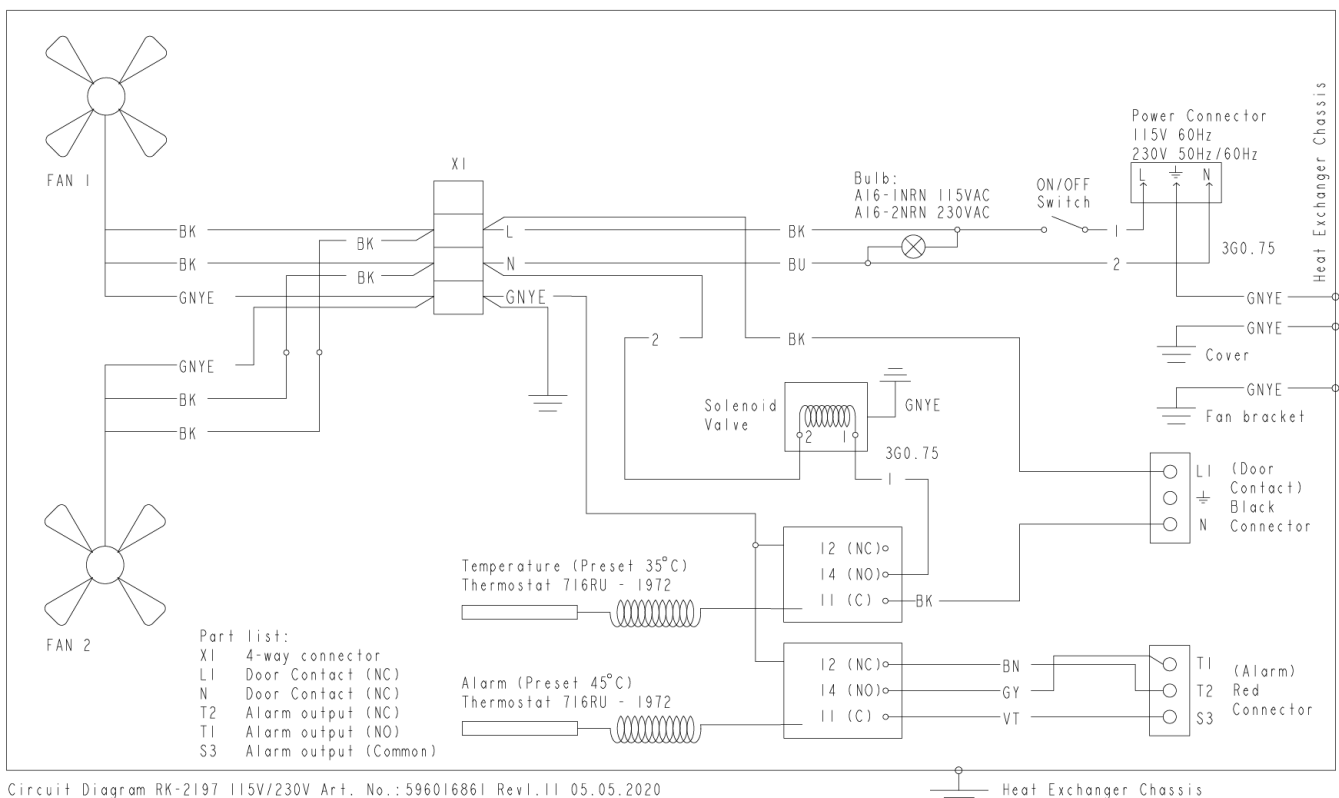 FAN 1
X1
BK
BK
GNYE
BK
BK
L
N
GNYE
BK
BU
Bulb:
A16-1NRN 115VAC
A16-2NRN 230VAC
ON/OFF
Switch
1
2
Power Connector
115V 60Hz
230V 50Hz/60Hz
L
N
3G0.75
Heat Exchanger Chassis
GNYE
GNYE
Cover
GNYE
Fan bracket
GNYE
BK
BK
2
BK
Solenoid
Valve
2 1
GNYE
3G0.75
1
L1
N
(Door
Contact)
Black
Connector
Temperature (Preset 35°C)
Thermostat 716RU - 1972
12 (NC)
14 (NO)
11 (C)
BK
FAN 2
Part list:
X1 4-way connector
L1 Door Contact (NC)
N Door Contact (NC)
T2 Alarm output (NC)
T1 Alarm output (NO)
S3 Alarm output (Common)
Alarm (Preset 45°C)
Thermostat 716RU - 1972
12 (NC)
14 (NO)
11 (C)
BN
GY
VT
T1
T2
S3
(Alarm)
Red
Connector
Circuit Diagram RK-2197 115V/230V Art. No.:596016861 Rev1.11 05.05.2020
Heat Exchanger Chassis